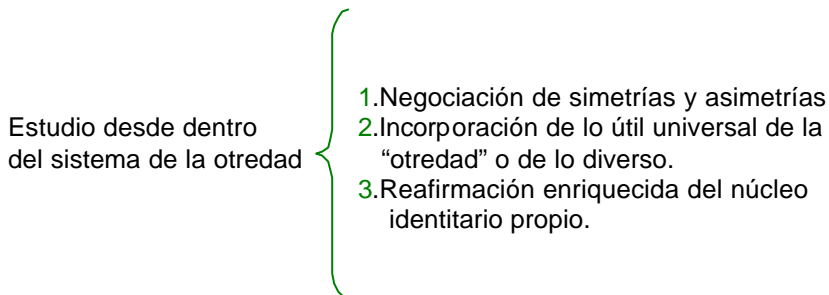 Estudio desde dentro
del sistema de la otredad
1.Negociación de simetrías y asimetrías
2.Incorporación de lo útil universal de la
“otredad” o de lo diverso.
3.Reafirmación enriquecida del núcleo
identitario propio.